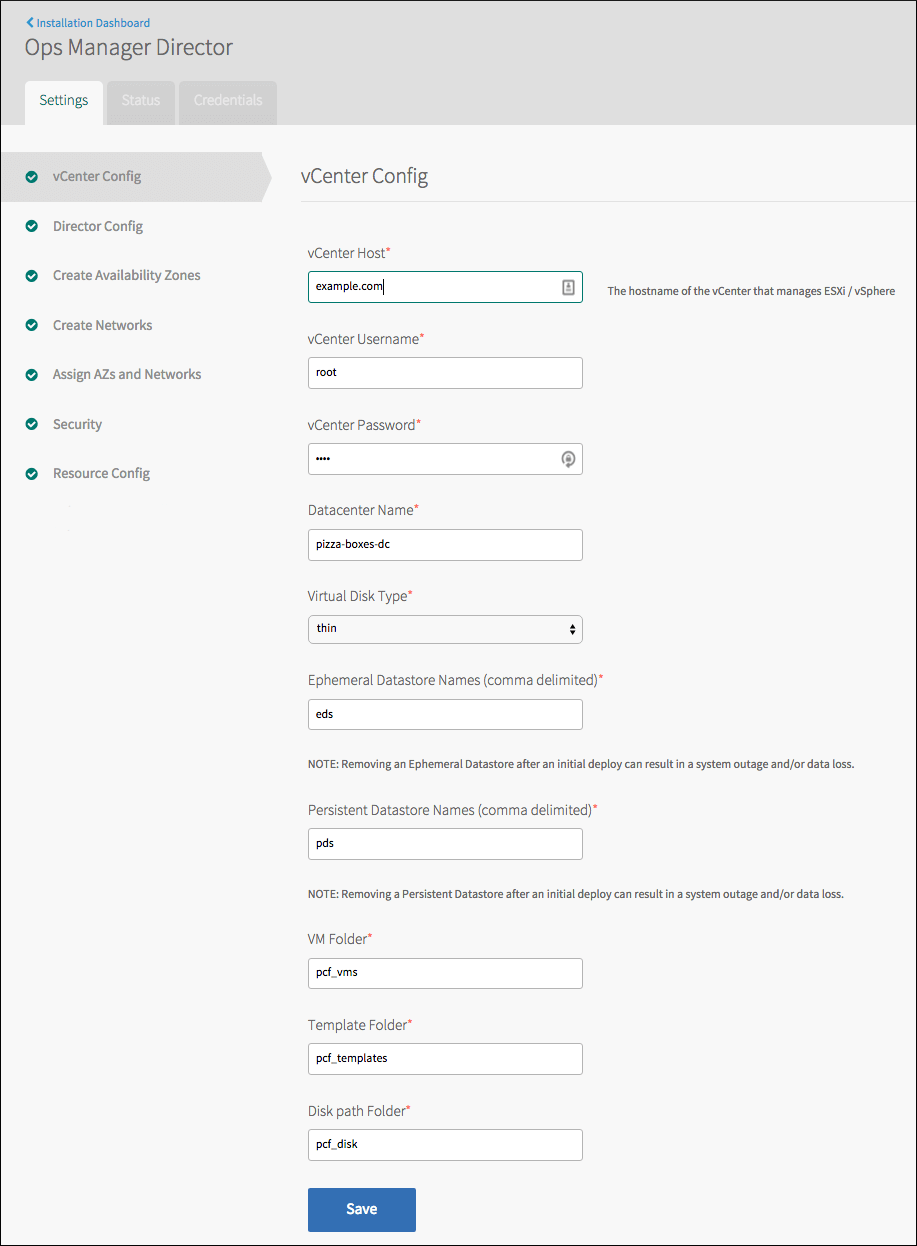 Installation Dashboard
Ops Manager Director
Settings
Status
Credentials
vCenter Config
Director Config
Create Availability Zones
Create Networks
Assign AZs and Networks
Security
Resource Config
vCenter Config
vCenter Host*
example.com
The hostname of the vCenter that manages ESXi / vSphere
vCenter Username*
root
vCenter Password*
••••
Datacenter Name*
pizza-boxes-dc
Virtual Disk Type*
thin
Ephemeral Datastore Names (comma delimited)*
eds
NOTE: Removing an Ephemeral Datastore after an initial deploy can result in a system outage and/or data loss.
Persistent Datastore Names (comma delimited)*
pds
NOTE: Removing a Persistent Datastore after an initial deploy can result in a system outage and/or data loss.
VM Folder*
pcf_vms
Template Folder*
pcf_templates
Disk path Folder*
pcf_disk
Save